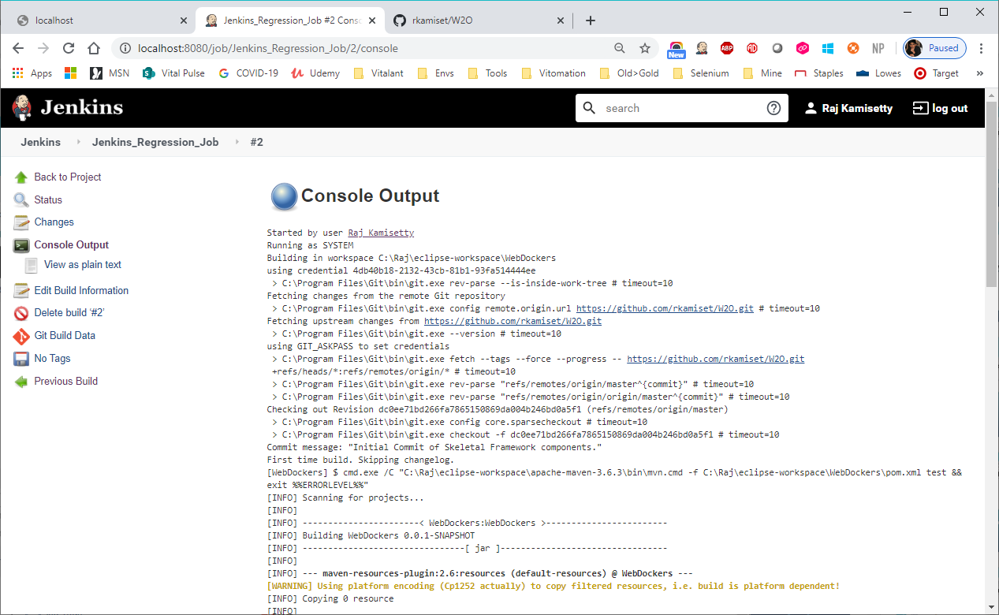 localhost
Jenkins_Regression_Job #2 Conso
rkamiset/W2O
localhost:8080/job/Jenkins_Regression_Job/2/console
New
ABP
NP
Paused
Apps
MSN
Vital Pulse
COVID-19
Udemy
Vitalant
Envs
Tools
Vitomation
Old>Gold
Selenium
Mine
Staples
Lowes
Target
»
Jenkins
search
Raj Kamisetty
log out
Jenkins
Jenkins_Regression_Job
#2
Back to Project
Status
Changes
Console Output
View as plain text
Edit Build Information
Delete build ‘#2’
Git Build Data
No Tags
Previous Build
Console Output
Started by user Raj Kamisetty
Running as SYSTEM
Building in workspace C:\Raj\eclipse-workspace\WebDockers
using credential 4db40b18-2132-43cb-81b1-93fa514444ee
> C:\Program Files\Git\bin\git.exe rev-parse --is-inside-work-tree # timeout=10
Fetching changes from the remote Git repository
> C:\Program Files\Git\bin\git.exe config remote.origin.url https://github.com/rkamiset/W2O.git # timeout=10
Fetching upstream changes from https://github.com/rkamiset/W2O.git
> C:\Program Files\Git\bin\git.exe --version # timeout=10
using GIT_ASKPASS to set credentials
> C:\Program Files\Git\bin\git.exe fetch --tags --force --progress -- https://github.com/rkamiset/W2O.git
+refs/heads/*:refs/remotes/origin/* # timeout=10
> C:\Program Files\Git\bin\git.exe rev-parse "refs/remotes/origin/master^{commit}" # timeout=10
> C:\Program Files\Git\bin\git.exe rev-parse "refs/remotes/origin/origin/master^{commit}" # timeout=10
Checking out Revision dc0ee71bd266fa7865150869da004b246bd0a5f1 (refs/remotes/origin/master)
> C:\Program Files\Git\bin\git.exe config core.sparsecheckout # timeout=10
> C:\Program Files\Git\bin\git.exe checkout -f dc0ee71bd266fa7865150869da004b246bd0a5f1 # timeout=10
Commit message: "Initial Commit of Skeletal Framework components."
First time build. Skipping changelog.
[WebDockers] $ cmd.exe /C "C:\Raj\eclipse-workspace\apache-maven-3.6.3\bin\mvn.cmd -f C:\Raj\eclipse-workspace\WebDockers\pom.xml test &&
exit %%ERRORLEVEL%%"
[INFO] Scanning for projects...
[INFO]
[INFO] -----------------------< WebDockers:WebDockers >------------------------
[INFO] Building WebDockers 0.0.1-SNAPSHOT
[INFO] --------------------------------[ jar ]---------------------------------
[INFO]
[INFO] --- maven-resources-plugin:2.6:resources (default-resources) @ WebDockers ---
[WARNING] Using platform encoding (Cp1252 actually) to copy filtered resources, i.e. build is platform dependent!
[INFO] Copying 0 resource
[INFO]